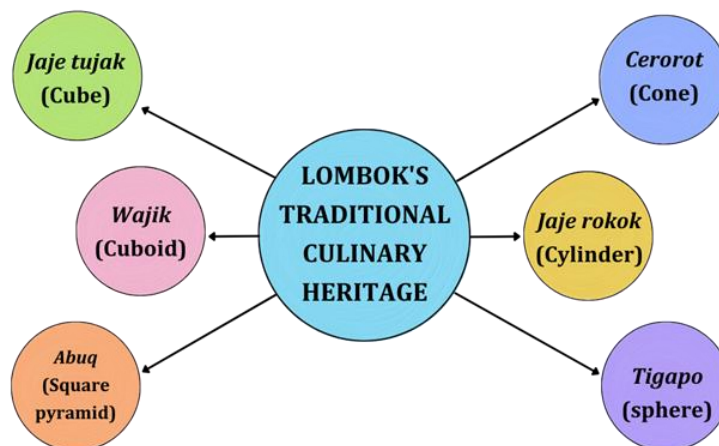 Jaje tujak
(Cube)
Cerorot
(Cone)
LOMBOK'S
TRADITIONAL
CULINARY
HERITAGE
Wajik
(Cuboid)
Jaje rokok
(Cylinder)
Abuq
(Square
pyramid)
Tigapo
(sphere)